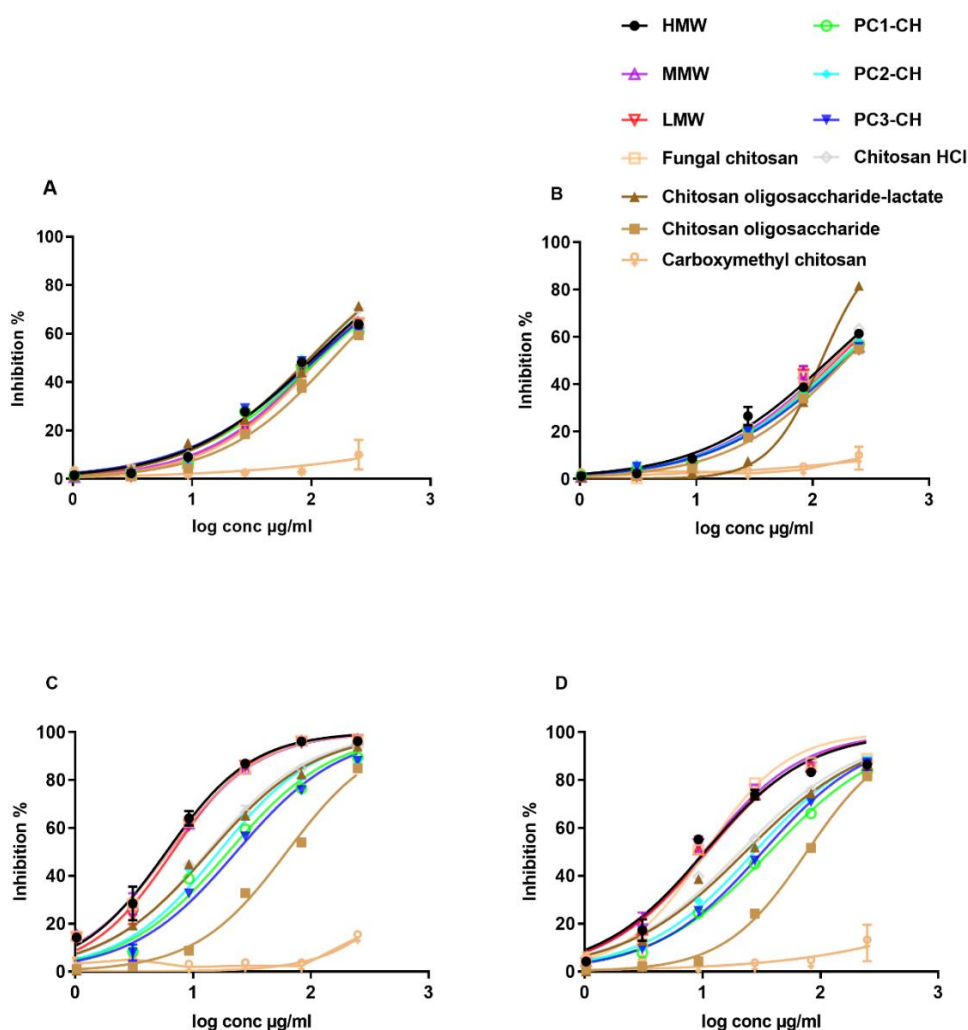 HMW
PC1-CH
MMW
PC2-CH
LMW
PC3-CH
Fungal chitosan
Chitosan HCl
Chitosan oligosaccharide-lactate
Chitosan oligosaccharide
Carboxymethyl chitosan
A
100
80
60
40
20
0
Inhibition %
0 1 2 3
log conc µg/ml
B
100
80
60
40
20
0
Inhibition %
0 1 2 3
log conc µg/ml
C
100
80
60
40
20
0
Inhibition %
0 1 2 3
log conc µg/ml
D
100
80
60
40
20
0
Inhibition %
0 1 2 3
log conc µg/ml